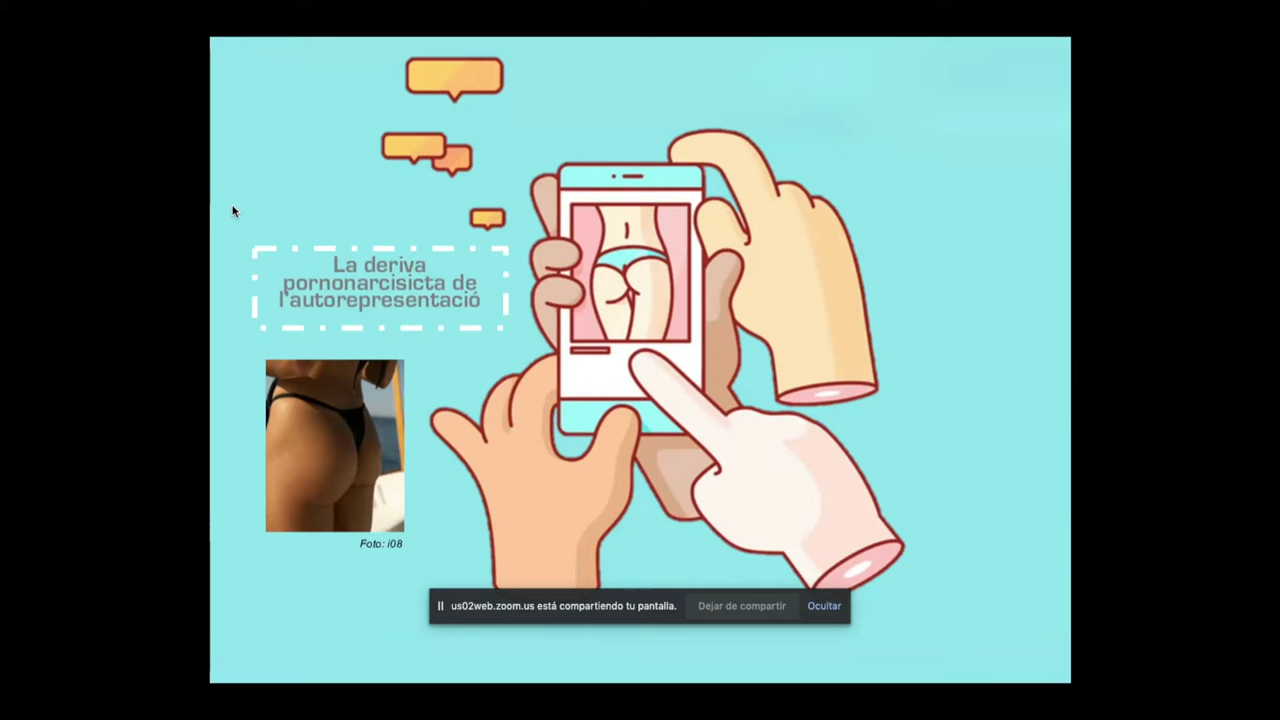 La deriva
pornonarcisicta de
l'autorepresentació
Foto: i08
us02web.zoom.us está compartiendo tu pantalla.
Dejar de compartir
Ocultar